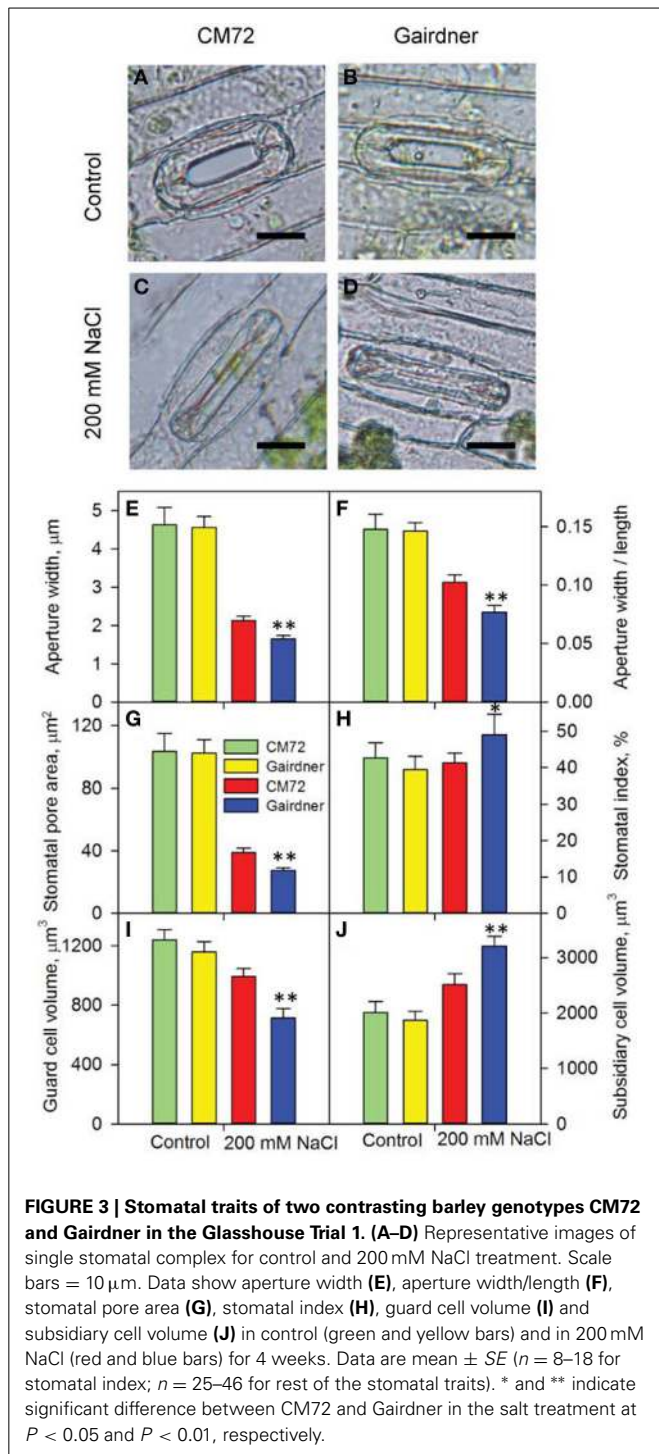 CM72
Gairdner
Control
A
B
200 mM NaCl
C
D
E
F
Aperture width, μm
5
4
3
2
1
0
**
**
0.15
0.10
0.05
0.00
Aperture width / length
G
H
Stomatal pore area, μm²
120
80
40
0
CM72
Gairdner
CM72
Gairdner
**
*
50
40
30
20
10
0
Stomatal index, %
I
J
Guard cell volume, μm³
1200
800
400
0
**
**
3000
2000
1000
0
Subsidiary cell volume, μm³
Control
200 mM NaCl
Control
200 mM NaCl
FIGURE 3 | Stomatal traits of two contrasting barley genotypes CM72
and Gairdner in the Glasshouse Trial 1. (A–D) Representative images of
single stomatal complex for control and 200 mM NaCl treatment. Scale
bars = 10 μm. Data show aperture width (E), aperture width/length (F),
stomatal pore area (G), stomatal index (H), guard cell volume (I) and
subsidiary cell volume (J) in control (green and yellow bars) and in 200 mM
NaCl (red and blue bars) for 4 weeks. Data are mean ± SE (n = 8–18 for
stomatal index; n = 25–46 for rest of the stomatal traits). * and ** indicate
significant difference between CM72 and Gairdner in the salt treatment at
P < 0.05 and P < 0.01, respectively.